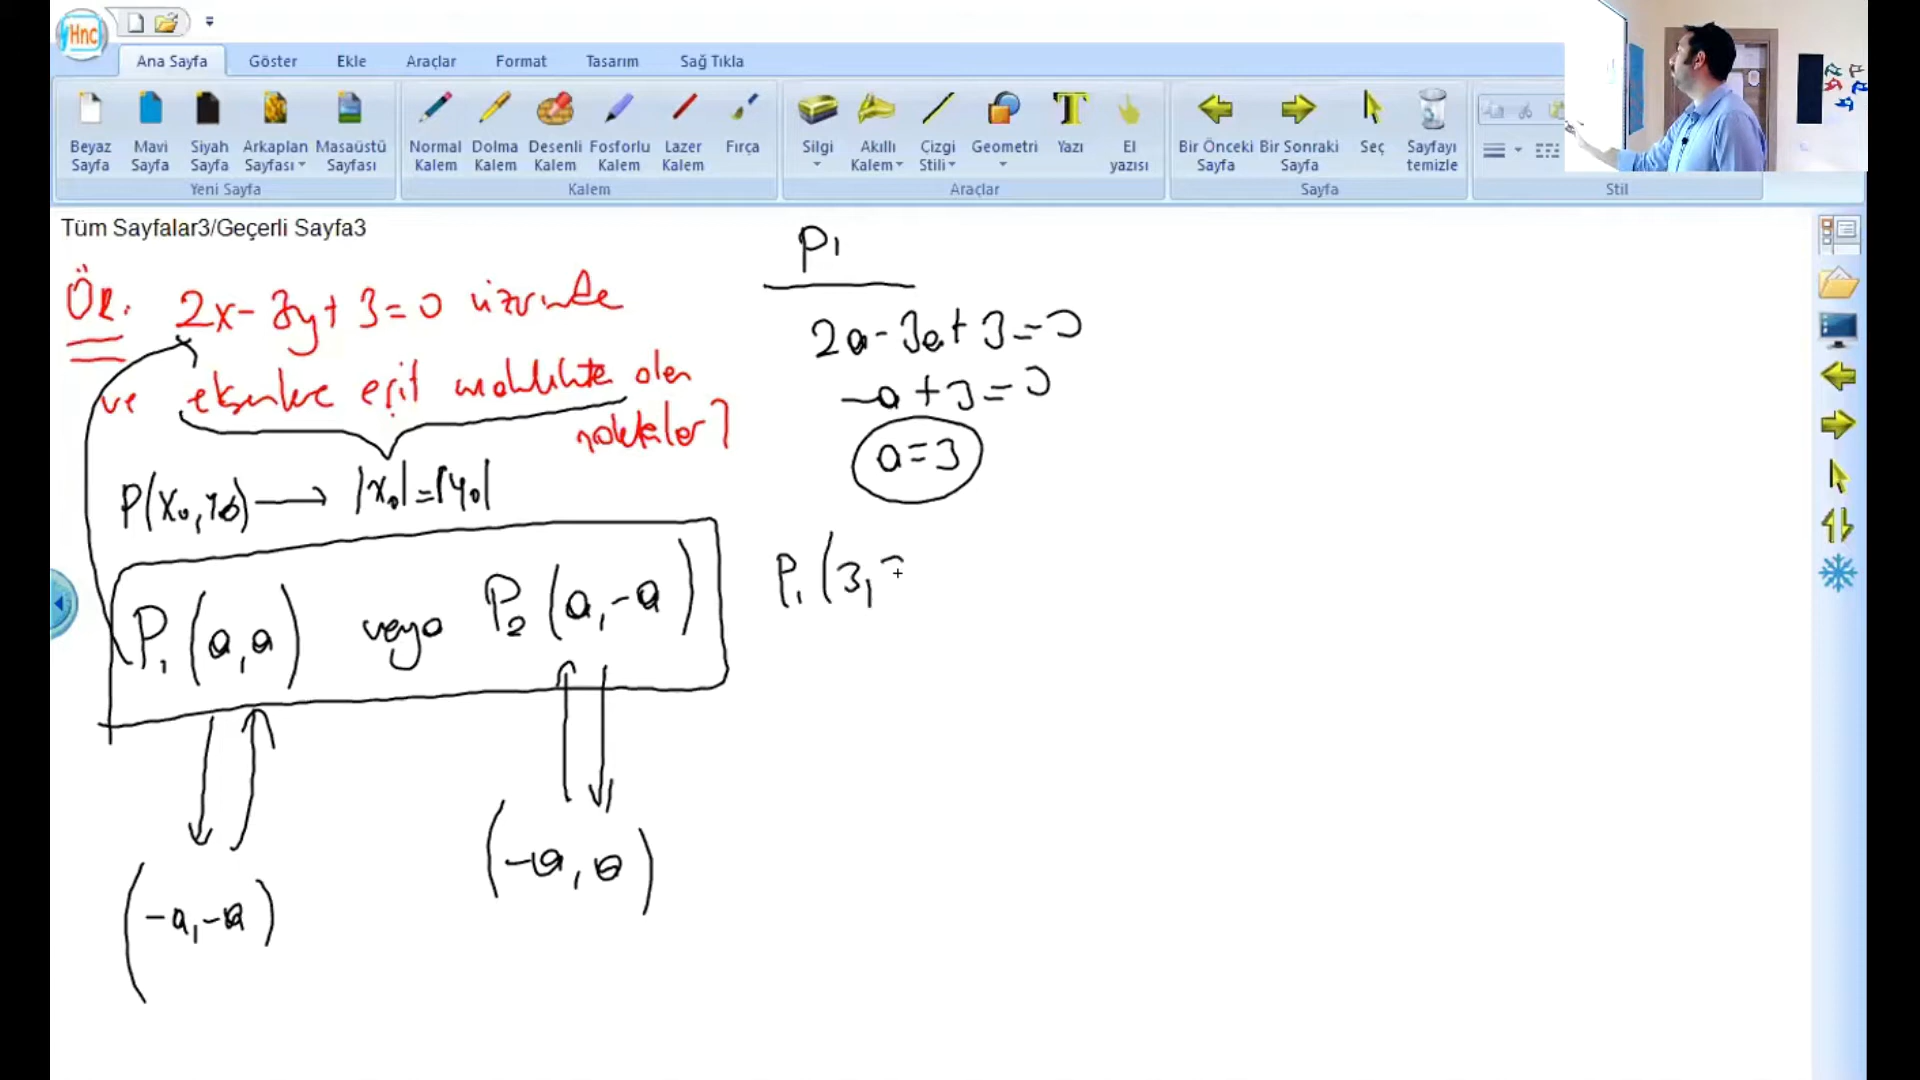 Hnc
Ana Sayfa Göster Ekle Araçlar Format Tasarım Sağ Tıkla
Beyaz Sayfa Mavi Sayfa Siyah Sayfa Arkaplan Sayfası Masaüstü Sayfası
Normal Kalem Dolma Kalem Desenli Kalem Fosforlu Kalem Lazer Kalem Fırça
Silgi Akıllı Kalem Çizgi Stili Geometri Yazı El yazısı
Bir Önceki Sayfa Bir Sonraki Sayfa Seç Sayfayı temizle
Yeni Sayfa Kalem Araçlar Sayfa Stil
Tüm Sayfalar3/Geçerli Sayfa3
ÖR. 2x-3y+3=0 üzerinde
ve eksenlere eşit uzaklıkta olan
noktalar?
P(x₀,y₀) → |x₀|=|y₀|
P₁(a,a) veya P₂(a,-a)
(-a,-a)
(-a,a)
P₁
2a-3a+3=0
-a+3=0
a=3
P₁(3,